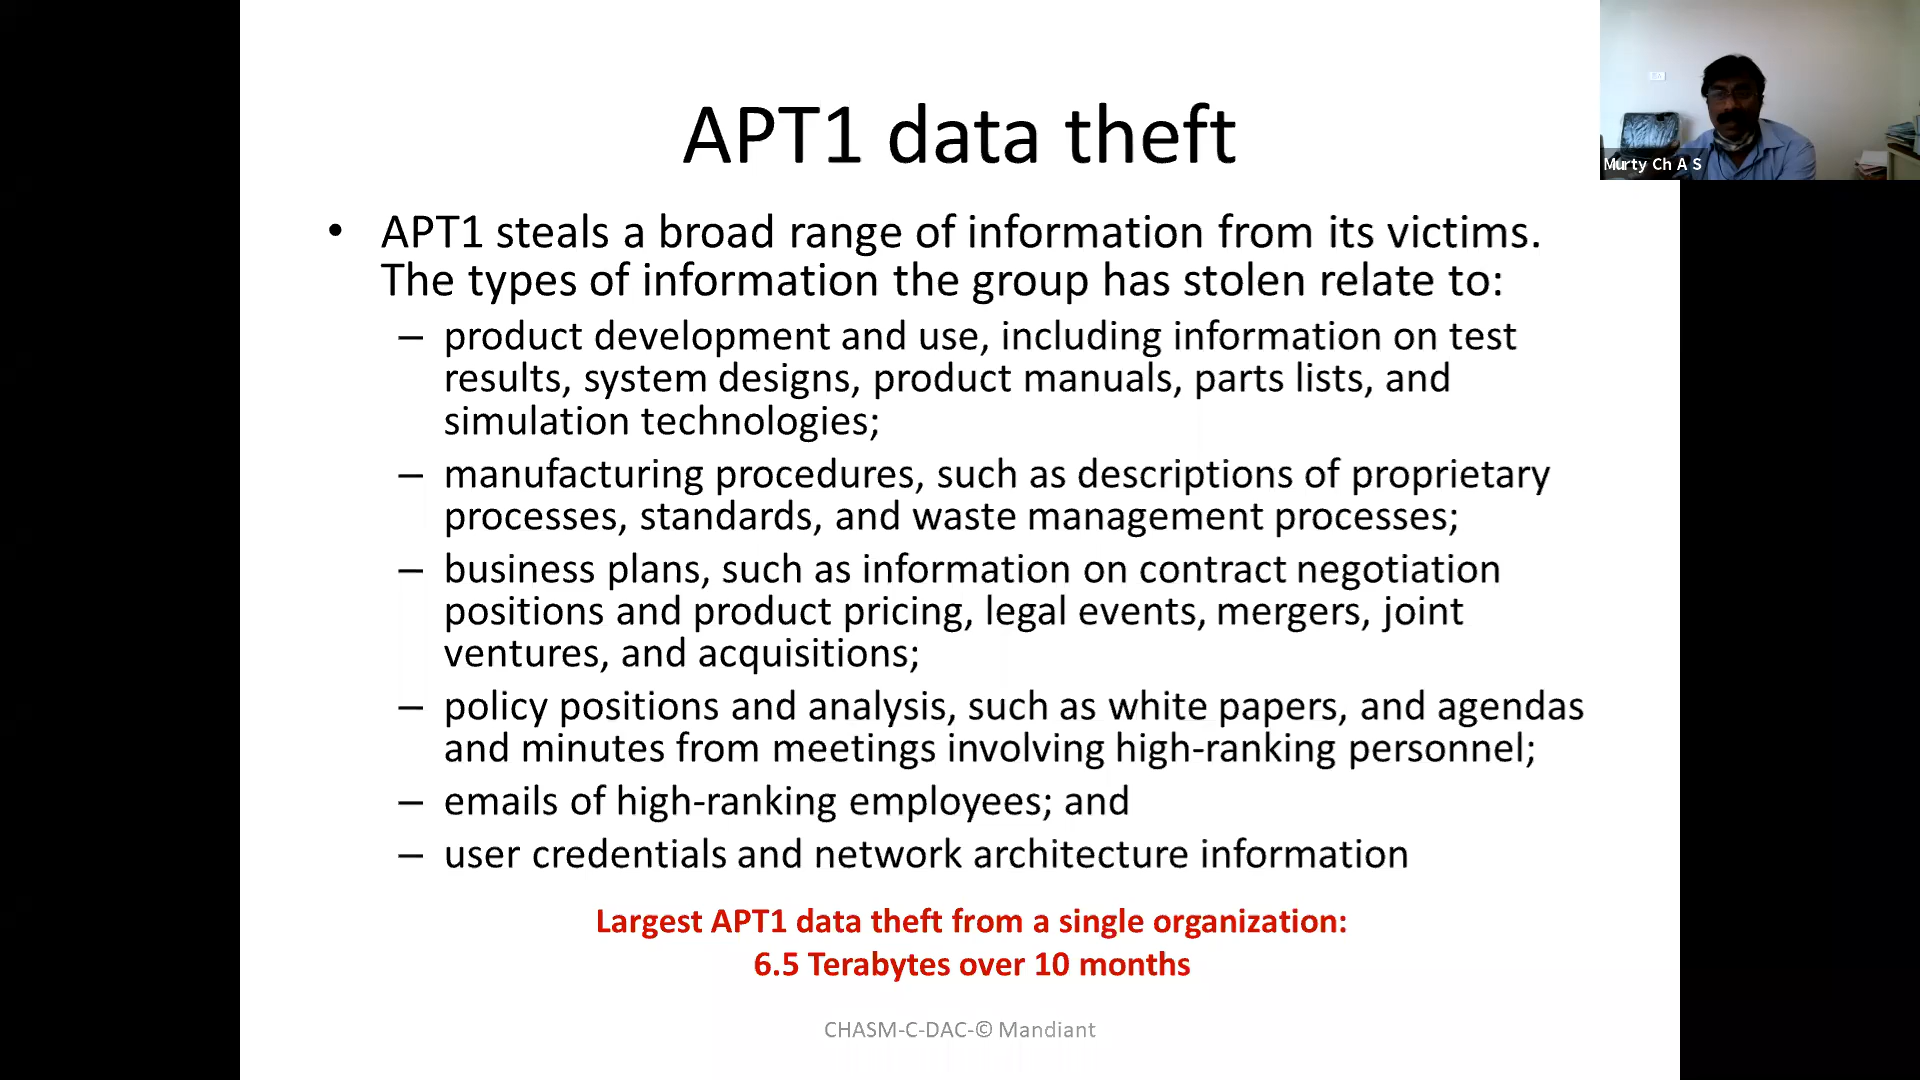 APT1 data theft
Murty Ch A S
• APT1 steals a broad range of information from its victims.
The types of information the group has stolen relate to:
– product development and use, including information on test
results, system designs, product manuals, parts lists, and
simulation technologies;
– manufacturing procedures, such as descriptions of proprietary
processes, standards, and waste management processes;
– business plans, such as information on contract negotiation
positions and product pricing, legal events, mergers, joint
ventures, and acquisitions;
– policy positions and analysis, such as white papers, and agendas
and minutes from meetings involving high-ranking personnel;
– emails of high-ranking employees; and
– user credentials and network architecture information
Largest APT1 data theft from a single organization:
6.5 Terabytes over 10 months
CHASM-C-DAC-© Mandiant